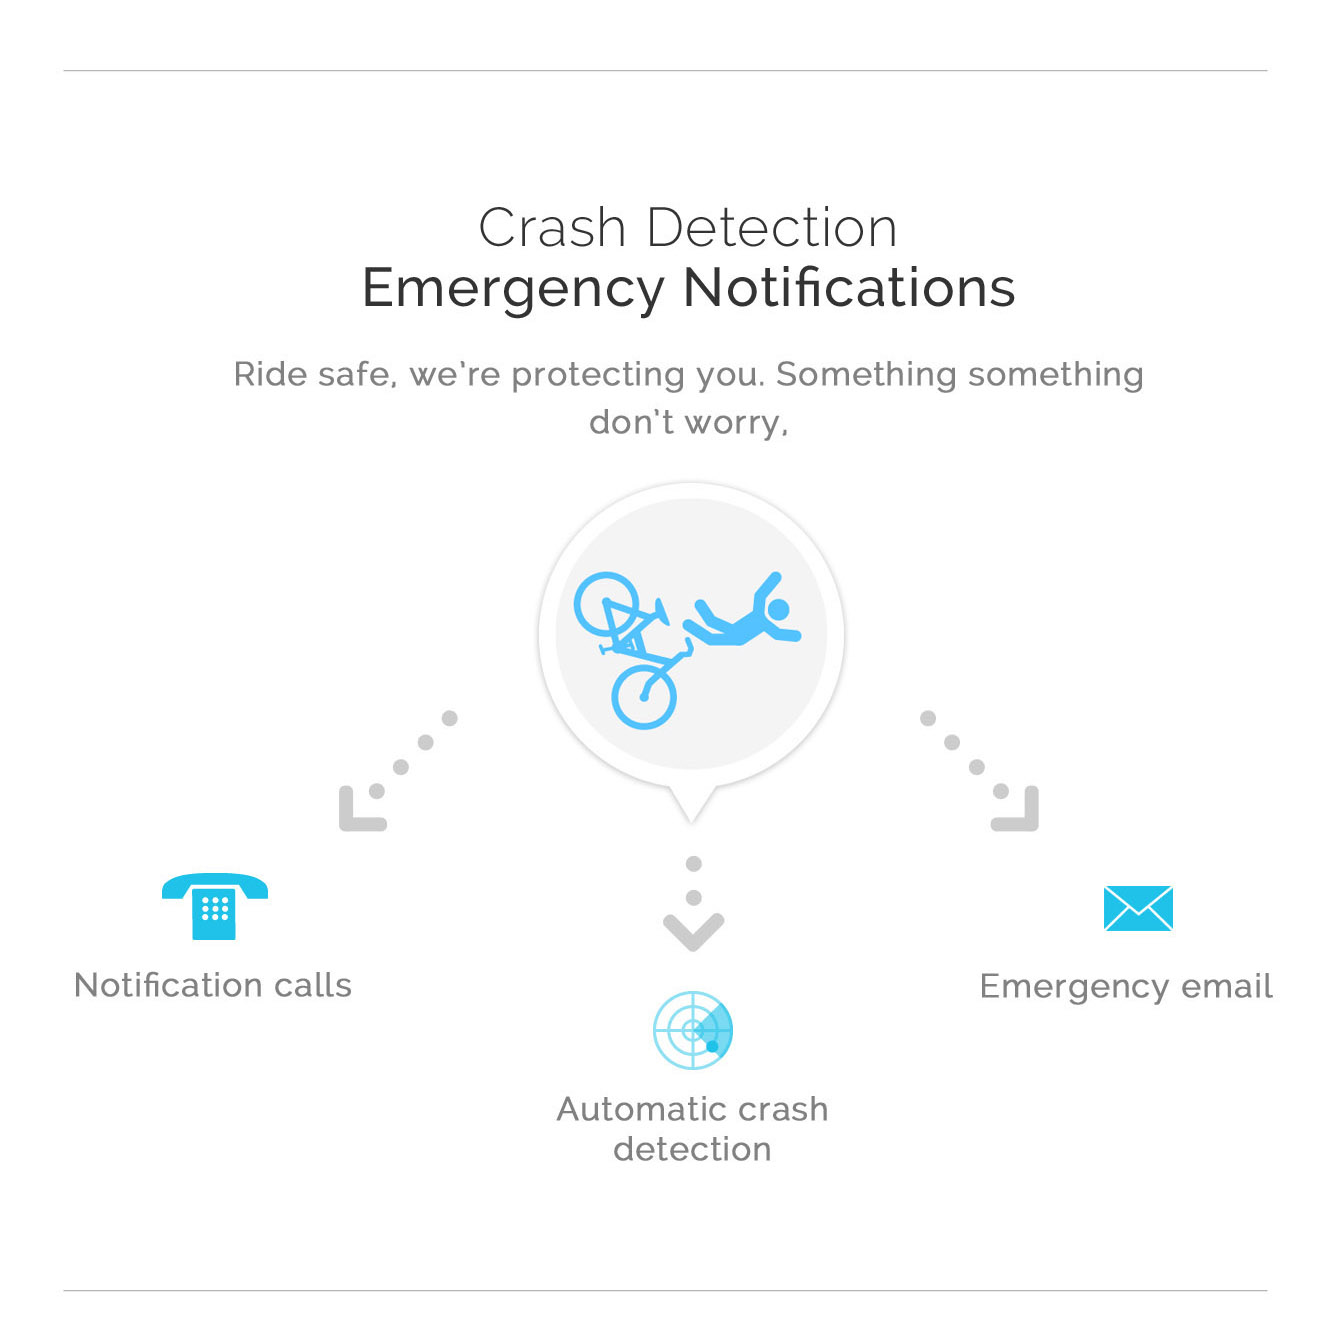 Crash Detection
Emergency Notifications
Ride safe, we're protecting you. Something something
don't worry,
Notification calls
Emergency email
Automatic crash
detection